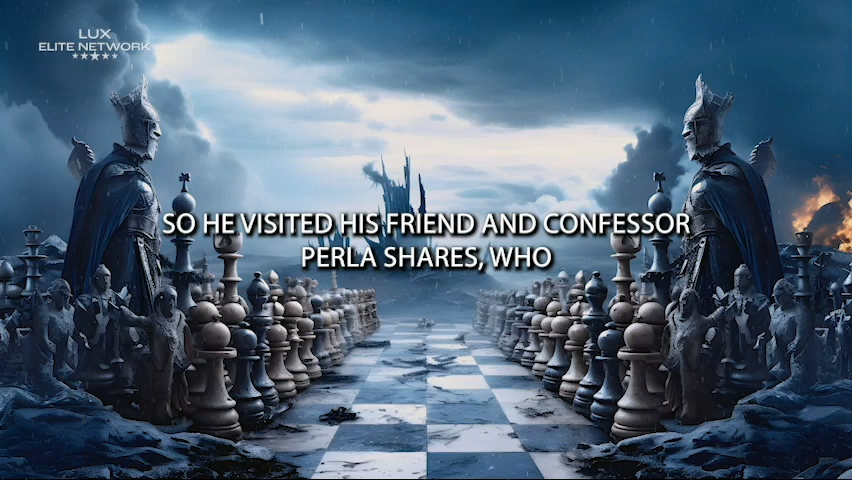 LUX
ELITE NETWORK
SO HE VISITED HIS FRIEND AND CONFESSOR
PERLA SHARES, WHO